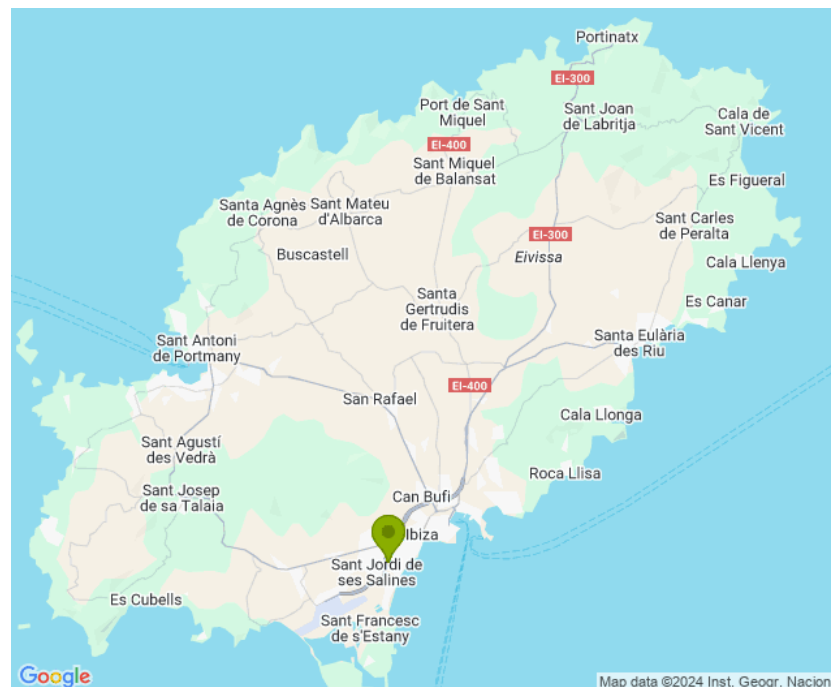 Portinatx
EI-300
Port de Sant
Miquel
Sant Joan
de Labritja
Cala de
Sant Vicent
EI-400
Sant Miquel
de Balansat
Es Figueral
Santa Agnès
de Corona
Sant Mateu
d'Albarca
Sant Carles
de Peralta
EI-300
Buscastell
Eivissa
Cala Llenya
Santa
Gertrudis
de Fruitera
Es Canar
Sant Antoni
de Portmany
Santa Eulària
des Riu
EI-400
San Rafael
Cala Llonga
Sant Agustí
des Vedrà
Roca Llisa
Sant Josep
de sa Talaia
Can Bufi
Ibiza
Sant Jordi de
ses Salines
Es Cubells
Sant Francesc
de s'Estany
Google
Map data ©2024 Inst. Geogr. Nacion